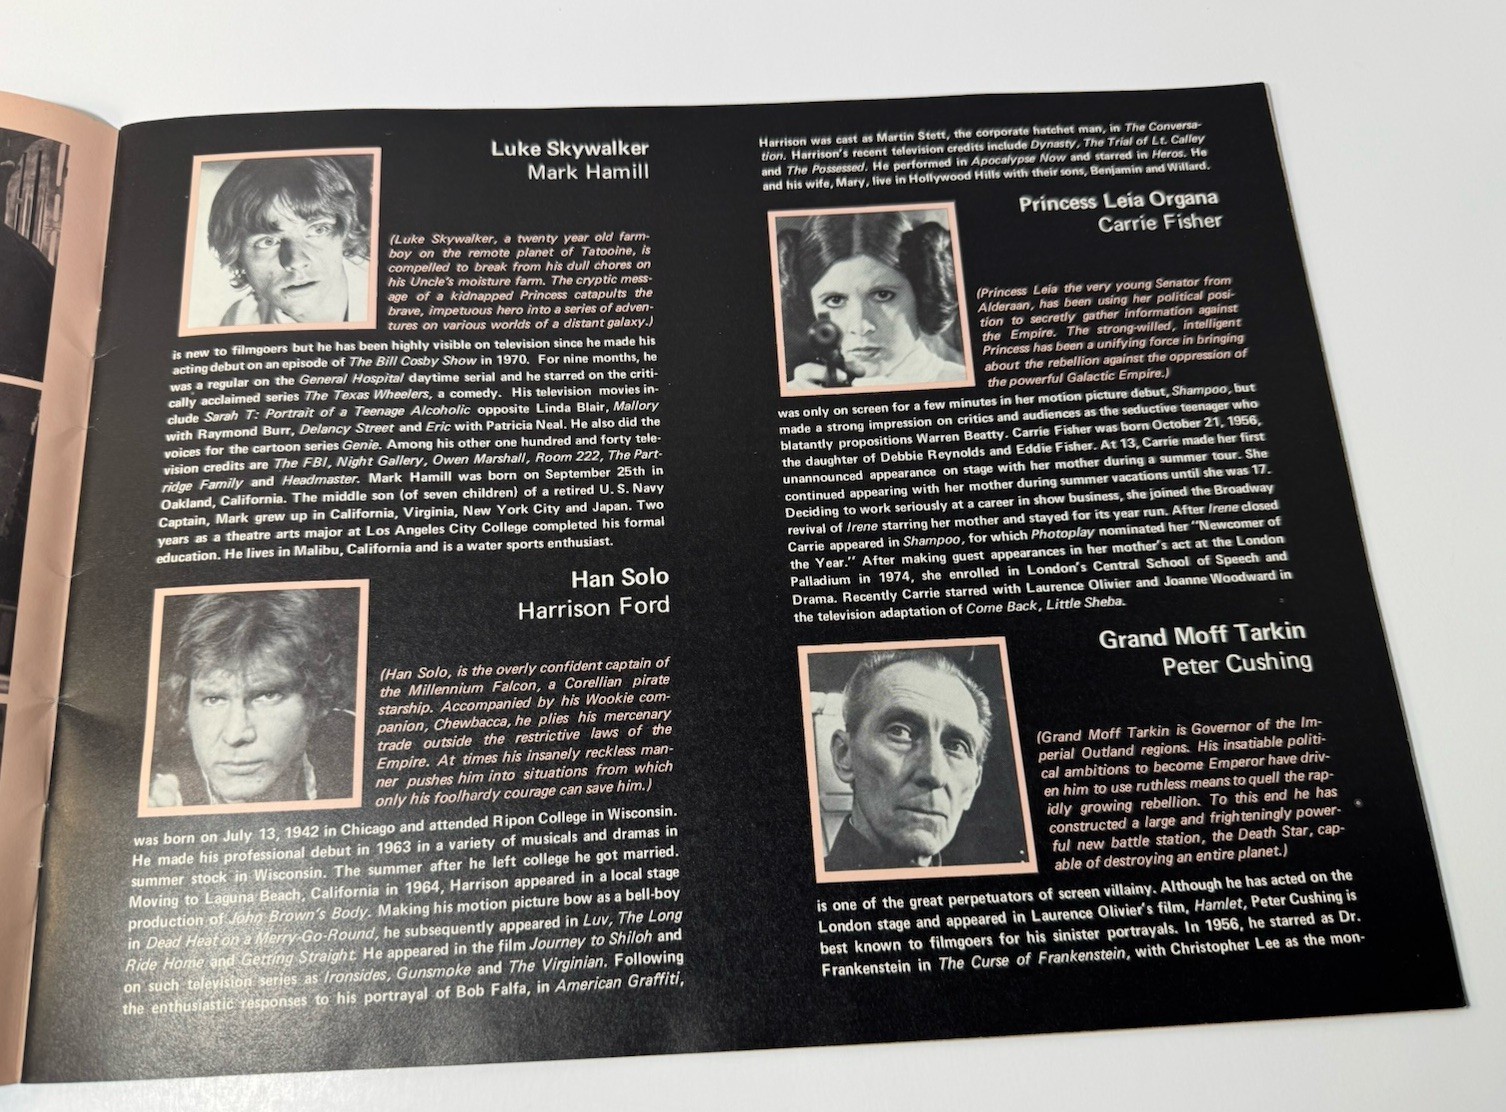 Luke Skywalker
Mark Hamill
(Luke Skywalker, a twenty year old farm-
boy on the remote planet of Tatooine, is
compelled to break from his dull chores on
his Uncle's moisture farm. The cryptic mess-
age of a kidnapped Princess catapults the
brave, impetuous hero into a series of adven-
tures on various worlds of a distant galaxy.)
is new to filmgoers but he has been highly visible on television since he made his
acting debut on an episode of The Bill Cosby Show in 1970. For nine months, he
was a regular on the General Hospital daytime serial and he starred on the criti-
cally acclaimed series The Texas Wheelers, a comedy. His television movies in-
clude Sarah T: Portrait of a Teenage Alcoholic opposite Linda Blair, Mallory
with Raymond Burr, Delancy Street and Eric with Patricia Neal. He also did the
voices for the cartoon series Genie. Among his other one hundred and forty tele-
vision credits are The FBI, Night Gallery, Owen Marshall, Room 222, The Part-
ridge Family and Headmaster. Mark Hamill was born on September 25th in
Oakland, California. The middle son (of seven children) of a retired U. S. Navy
Captain, Mark grew up in California, Virginia, New York City and Japan. Two
years as a theatre arts major at Los Angeles City College completed his formal
education. He lives in Malibu, California and is a water sports enthusiast.
Han Solo
Harrison Ford
(Han Solo, is the overly confident captain of
the Millennium Falcon, a Corellian pirate
starship. Accompanied by his Wookie com-
panion, Chewbacca, he plies his mercenary
trade outside the restrictive laws of the
Empire. At times his insanely reckless man-
ner pushes him into situations from which
only his foolhardy courage can save him.)
was born on July 13, 1942 in Chicago and attended Ripon College in Wisconsin.
He made his professional debut in 1963 in a variety of musicals and dramas in
summer stock in Wisconsin. The summer after he left college he got married.
Moving to Laguna Beach, California in 1964, Harrison appeared in a local stage
production of John Brown's Body. Making his motion picture bow as a bell-boy
in Dead Heat on a Merry-Go-Round, he subsequently appeared in Luv, The Long
Ride Home and Getting Straight. He appeared in the film Journey to Shiloh and
on such television series as Ironsides, Gunsmoke and The Virginian. Following
the enthusiastic responses to his portrayal of Bob Falfa, in American Graffiti,
Harrison was cast as Martin Stett, the corporate hatchet man, in The Conversa-
tion. Harrison's recent television credits include Dynasty, The Trial of Lt. Calley
and The Possessed. He performed in Apocalypse Now and starred in Heros. He
and his wife, Mary, live in Hollywood Hills with their sons, Benjamin and Willard.
Princess Leia Organa
Carrie Fisher
(Princess Leia the very young Senator from
Alderaan, has been using her political posi-
tion to secretly gather information against
the Empire. The strong-willed, intelligent
Princess has been a unifying force in bringing
about the rebellion against the oppression of
the powerful Galactic Empire.)
was only on screen for a few minutes in her motion picture debut, Shampoo, but
made a strong impression on critics and audiences as the seductive teenager who
blatantly propositions Warren Beatty. Carrie Fisher was born October 21, 1956,
the daughter of Debbie Reynolds and Eddie Fisher. At 13, Carrie made her first
unannounced appearance on stage with her mother during a summer tour. She
continued appearing with her mother during summer vacations until she was 17.
Deciding to work seriously at a career in show business, she joined the Broadway
revival of Irene starring her mother and stayed for its year run. After Irene closed
Carrie appeared in Shampoo, for which Photoplay nominated her "Newcomer of
the Year." After making guest appearances in her mother's act at the London
Palladium in 1974, she enrolled in London's Central School of Speech and
Drama. Recently Carrie starred with Laurence Olivier and Joanne Woodward in
the television adaptation of Come Back, Little Sheba.
Grand Moff Tarkin
Peter Cushing
(Grand Moff Tarkin is Governor of the Im-
perial Outland regions. His insatiable politi-
cal ambitions to become Emperor have driv-
en him to use ruthless means to quell the rap-
idly growing rebellion. To this end he has
constructed a large and frighteningly power-
ful new battle station, the Death Star, cap-
able of destroying an entire planet.)
is one of the great perpetuators of screen villainy. Although he has acted on the
London stage and appeared in Laurence Olivier's film, Hamlet, Peter Cushing is
best known to filmgoers for his sinister portrayals. In 1956, he starred as Dr.
Frankenstein in The Curse of Frankenstein, with Christopher Lee as the mon-